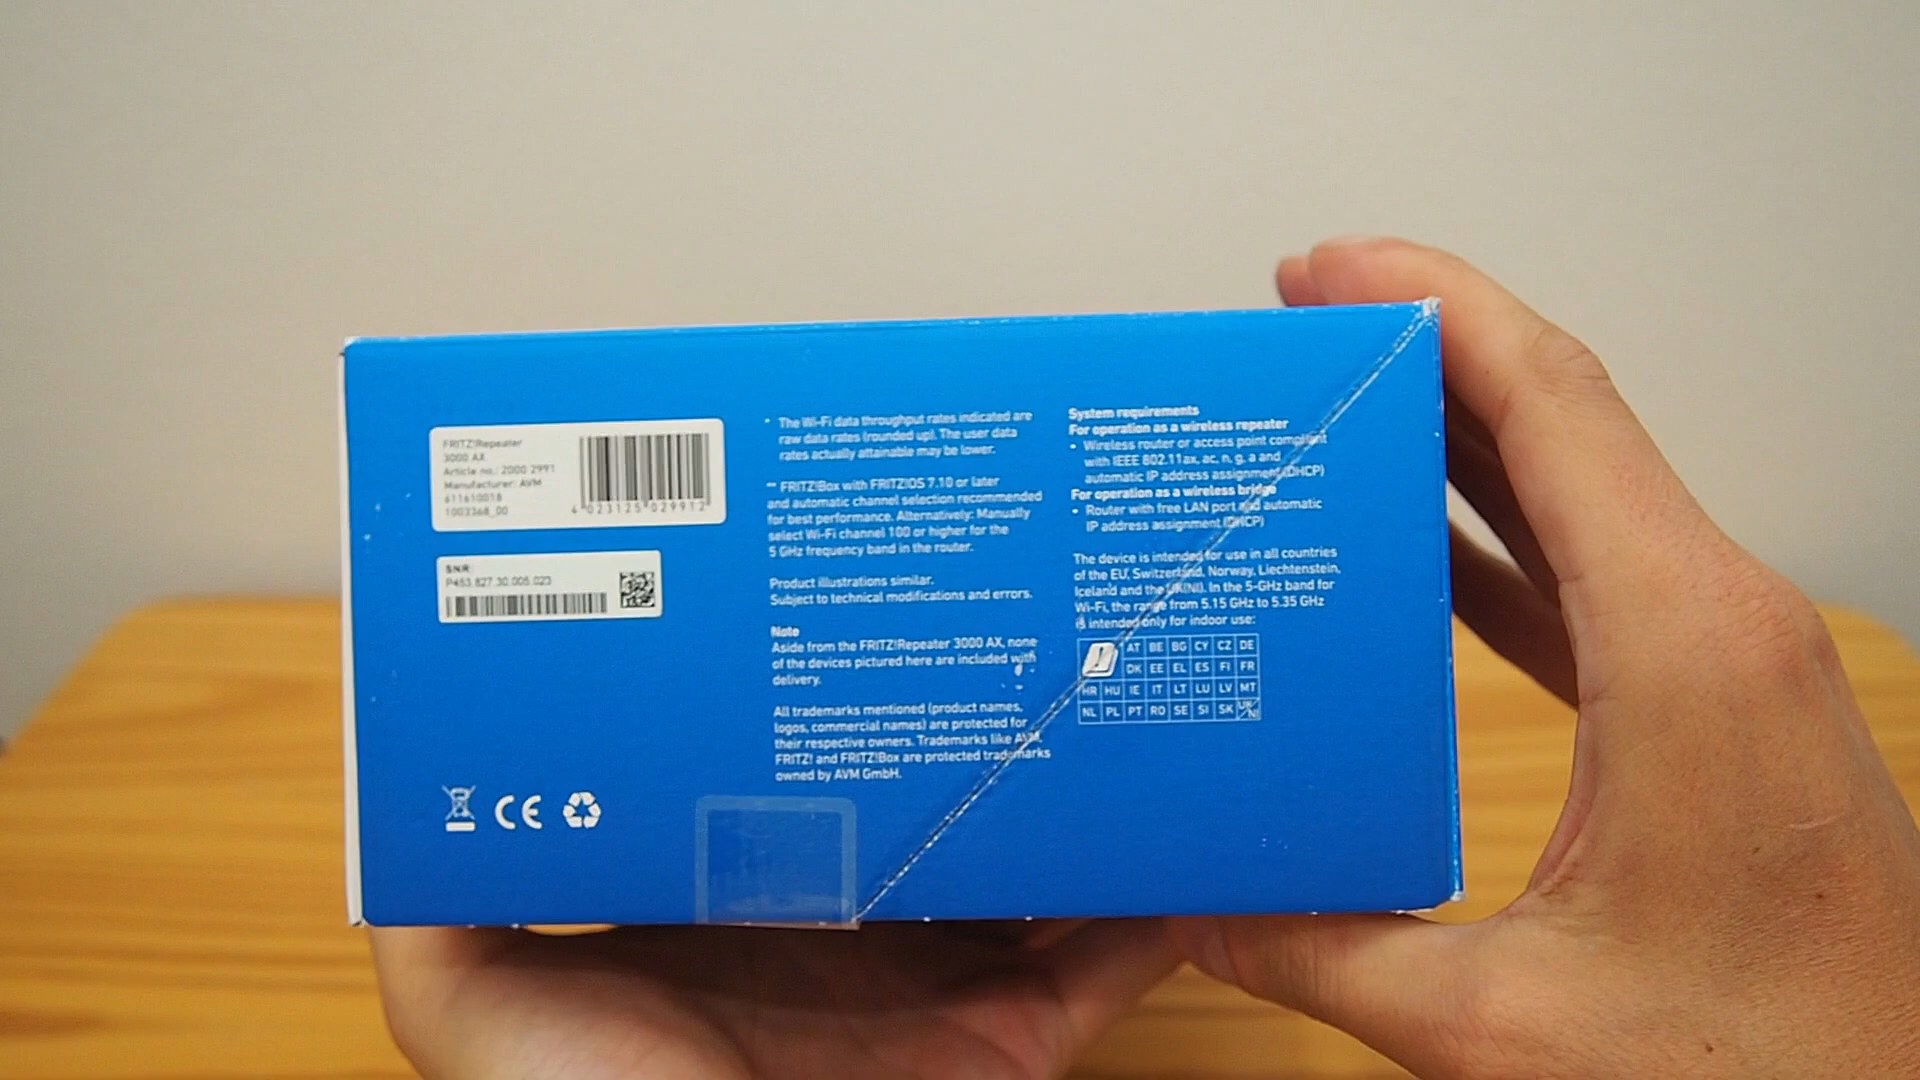 FRITZ!Repeater
3000 AX
Article no.: 2000 2991
Manufacturer: AVM
611610018
1003368_00
4 023125 029912
SNR:
P453.827.30.005.023
* The Wi-Fi data throughput rates indicated are
raw data rates (rounded up). The user data
rates actually attainable may be lower.
** FRITZ!Box with FRITZ!OS 7.10 or later
and automatic channel selection recommended
for best performance. Alternatively: Manually
select Wi-Fi channel 100 or higher for the
5 GHz frequency band in the router.
Product illustrations similar.
Subject to technical modifications and errors.
Note
Aside from the FRITZ!Repeater 3000 AX, none
of the devices pictured here are included with
delivery.
All trademarks mentioned (product names,
logos, commercial names) are protected for
their respective owners. Trademarks like AVM,
FRITZ! and FRITZ!Box are protected trademarks
owned by AVM GmbH.
System requirements
For operation as a wireless repeater
• Wireless router or access point compliant
with IEEE 802.11ax, ac, n, g, a and
automatic IP address assignment (DHCP)
For operation as a wireless bridge
• Router with free LAN port and automatic
IP address assignment (DHCP)
The device is intended for use in all countries
of the EU, Switzerland, Norway, Liechtenstein,
Iceland and the UK(NI). In the 5-GHz band for
Wi-Fi, the range from 5.15 GHz to 5.35 GHz
is intended only for indoor use:
AT BE BG CY CZ DE
DK EE EL ES FI FR
HR HU IE IT LT LU LV MT
NL PL PT RO SE SI SK UK/NI
CE